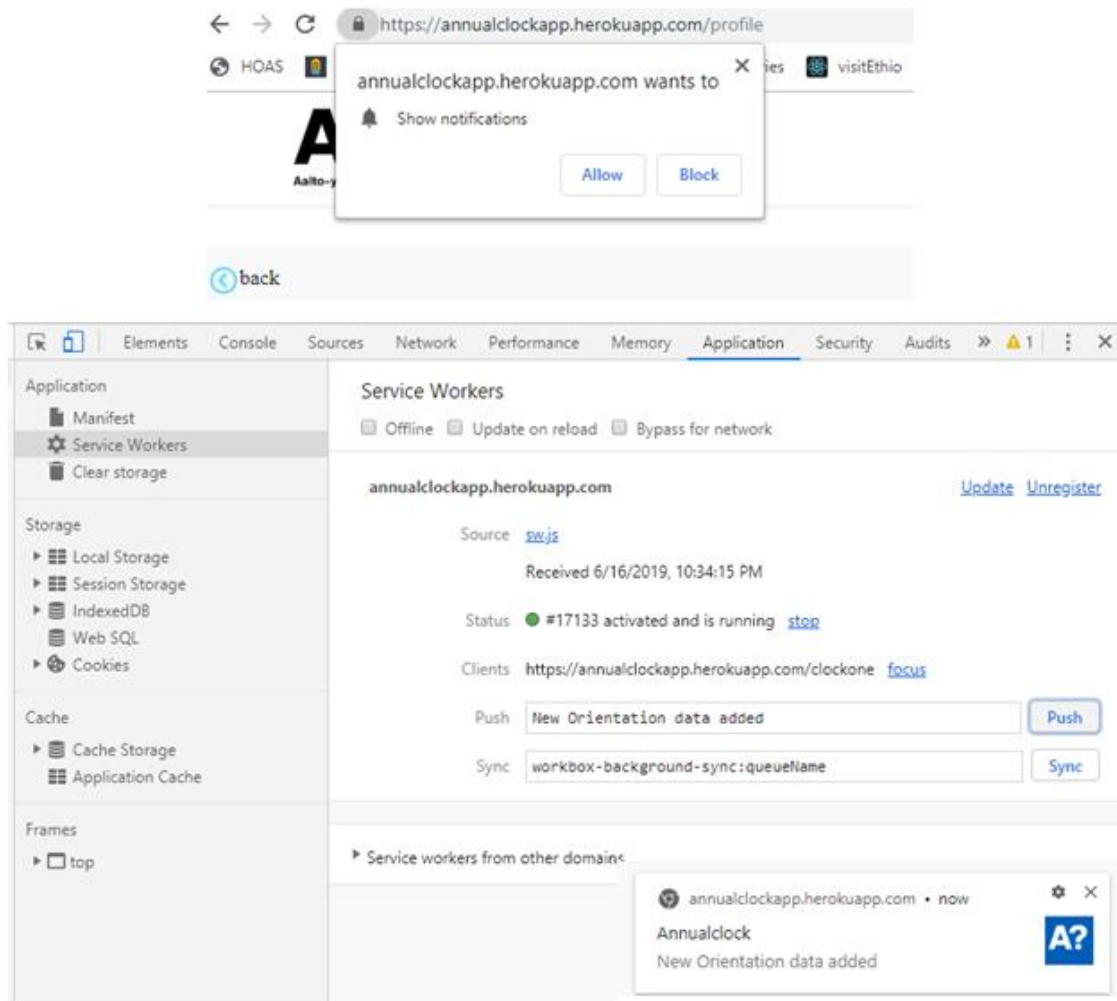 https://annualclockapp.herokuapp.com/profile
HOAS
ies
visitEthio
annualclockapp.herokuapp.com wants to
Show notifications
Allow Block
A
Aalto-y
back
Elements Console Sources Network Performance Memory Application Security Audits » 1
Application
Manifest
Service Workers
Clear storage
Storage
Local Storage
Session Storage
IndexedDB
Web SQL
Cookies
Cache
Cache Storage
Application Cache
Frames
top
Service Workers
Offline Update on reload Bypass for network
annualclockapp.herokuapp.com Update Unregister
Source sw.js
Received 6/16/2019, 10:34:15 PM
Status #17133 activated and is running stop
Clients https://annualclockapp.herokuapp.com/clockone focus
Push New Orientation data added Push
Sync workbox-background-sync:queueName Sync
Service workers from other domains
annualclockapp.herokuapp.com • now
Annualclock
New Orientation data added
A?